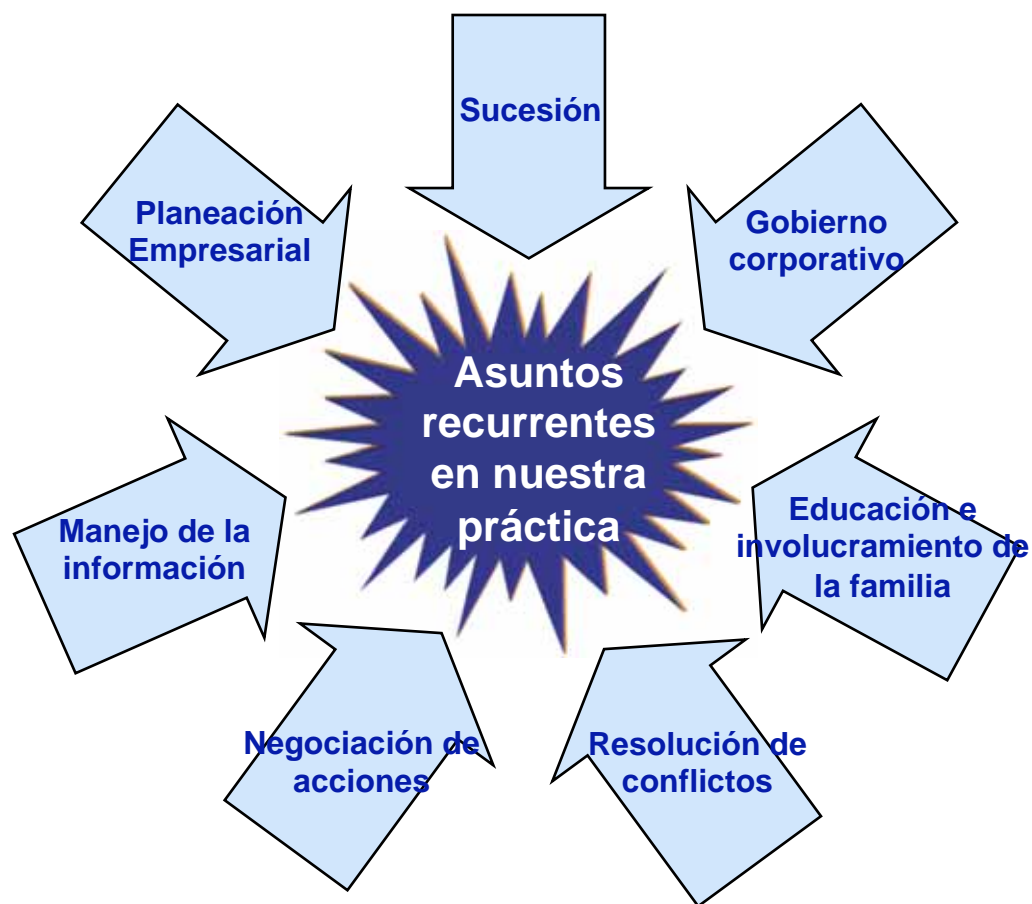 Sucesión
Planeación
Empresarial
Gobierno
corporativo
Asuntos
recurrentes
en nuestra
práctica
Manejo de la
información
Educación e
involucramiento de
la familia
Negociación de
acciones
Resolución de
conflictos